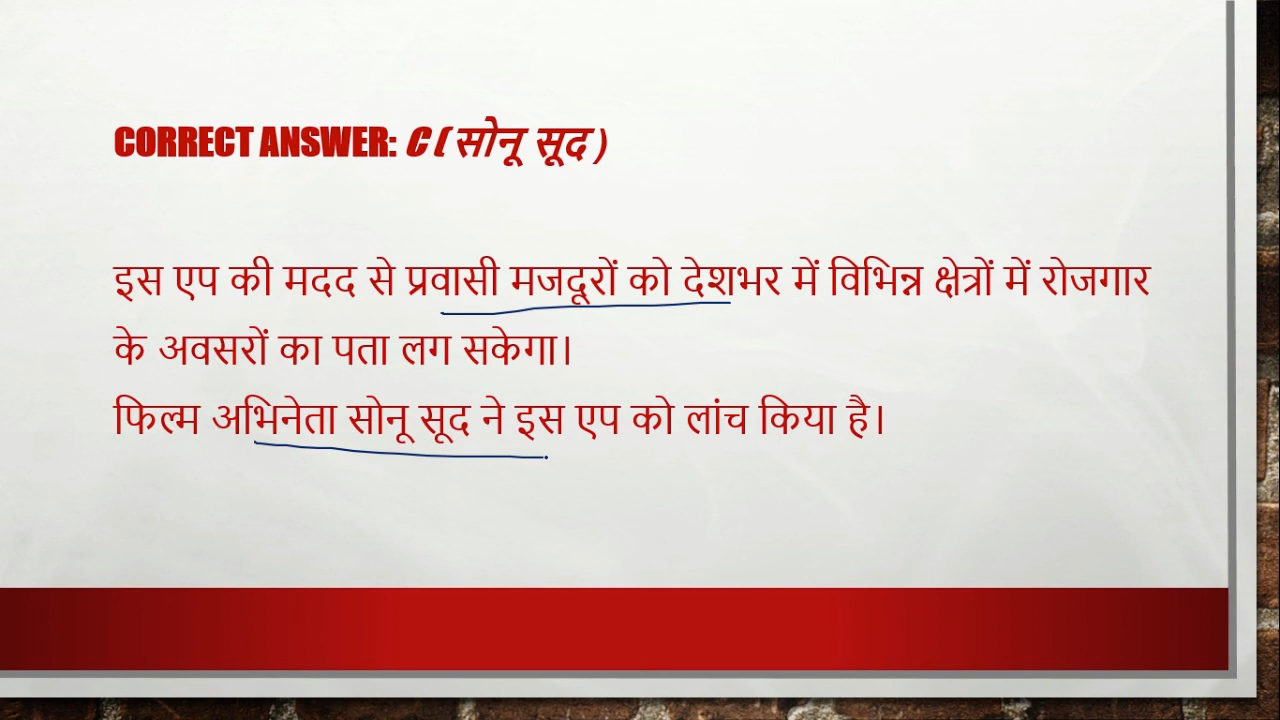 CORRECT ANSWER: C ( सोनू सूद )
इस एप की मदद से प्रवासी मजदूरों को देशभर में विभिन्न क्षेत्रों में रोजगार
के अवसरों का पता लग सकेगा।
फिल्म अभिनेता सोनू सूद ने इस एप को लांच किया है।